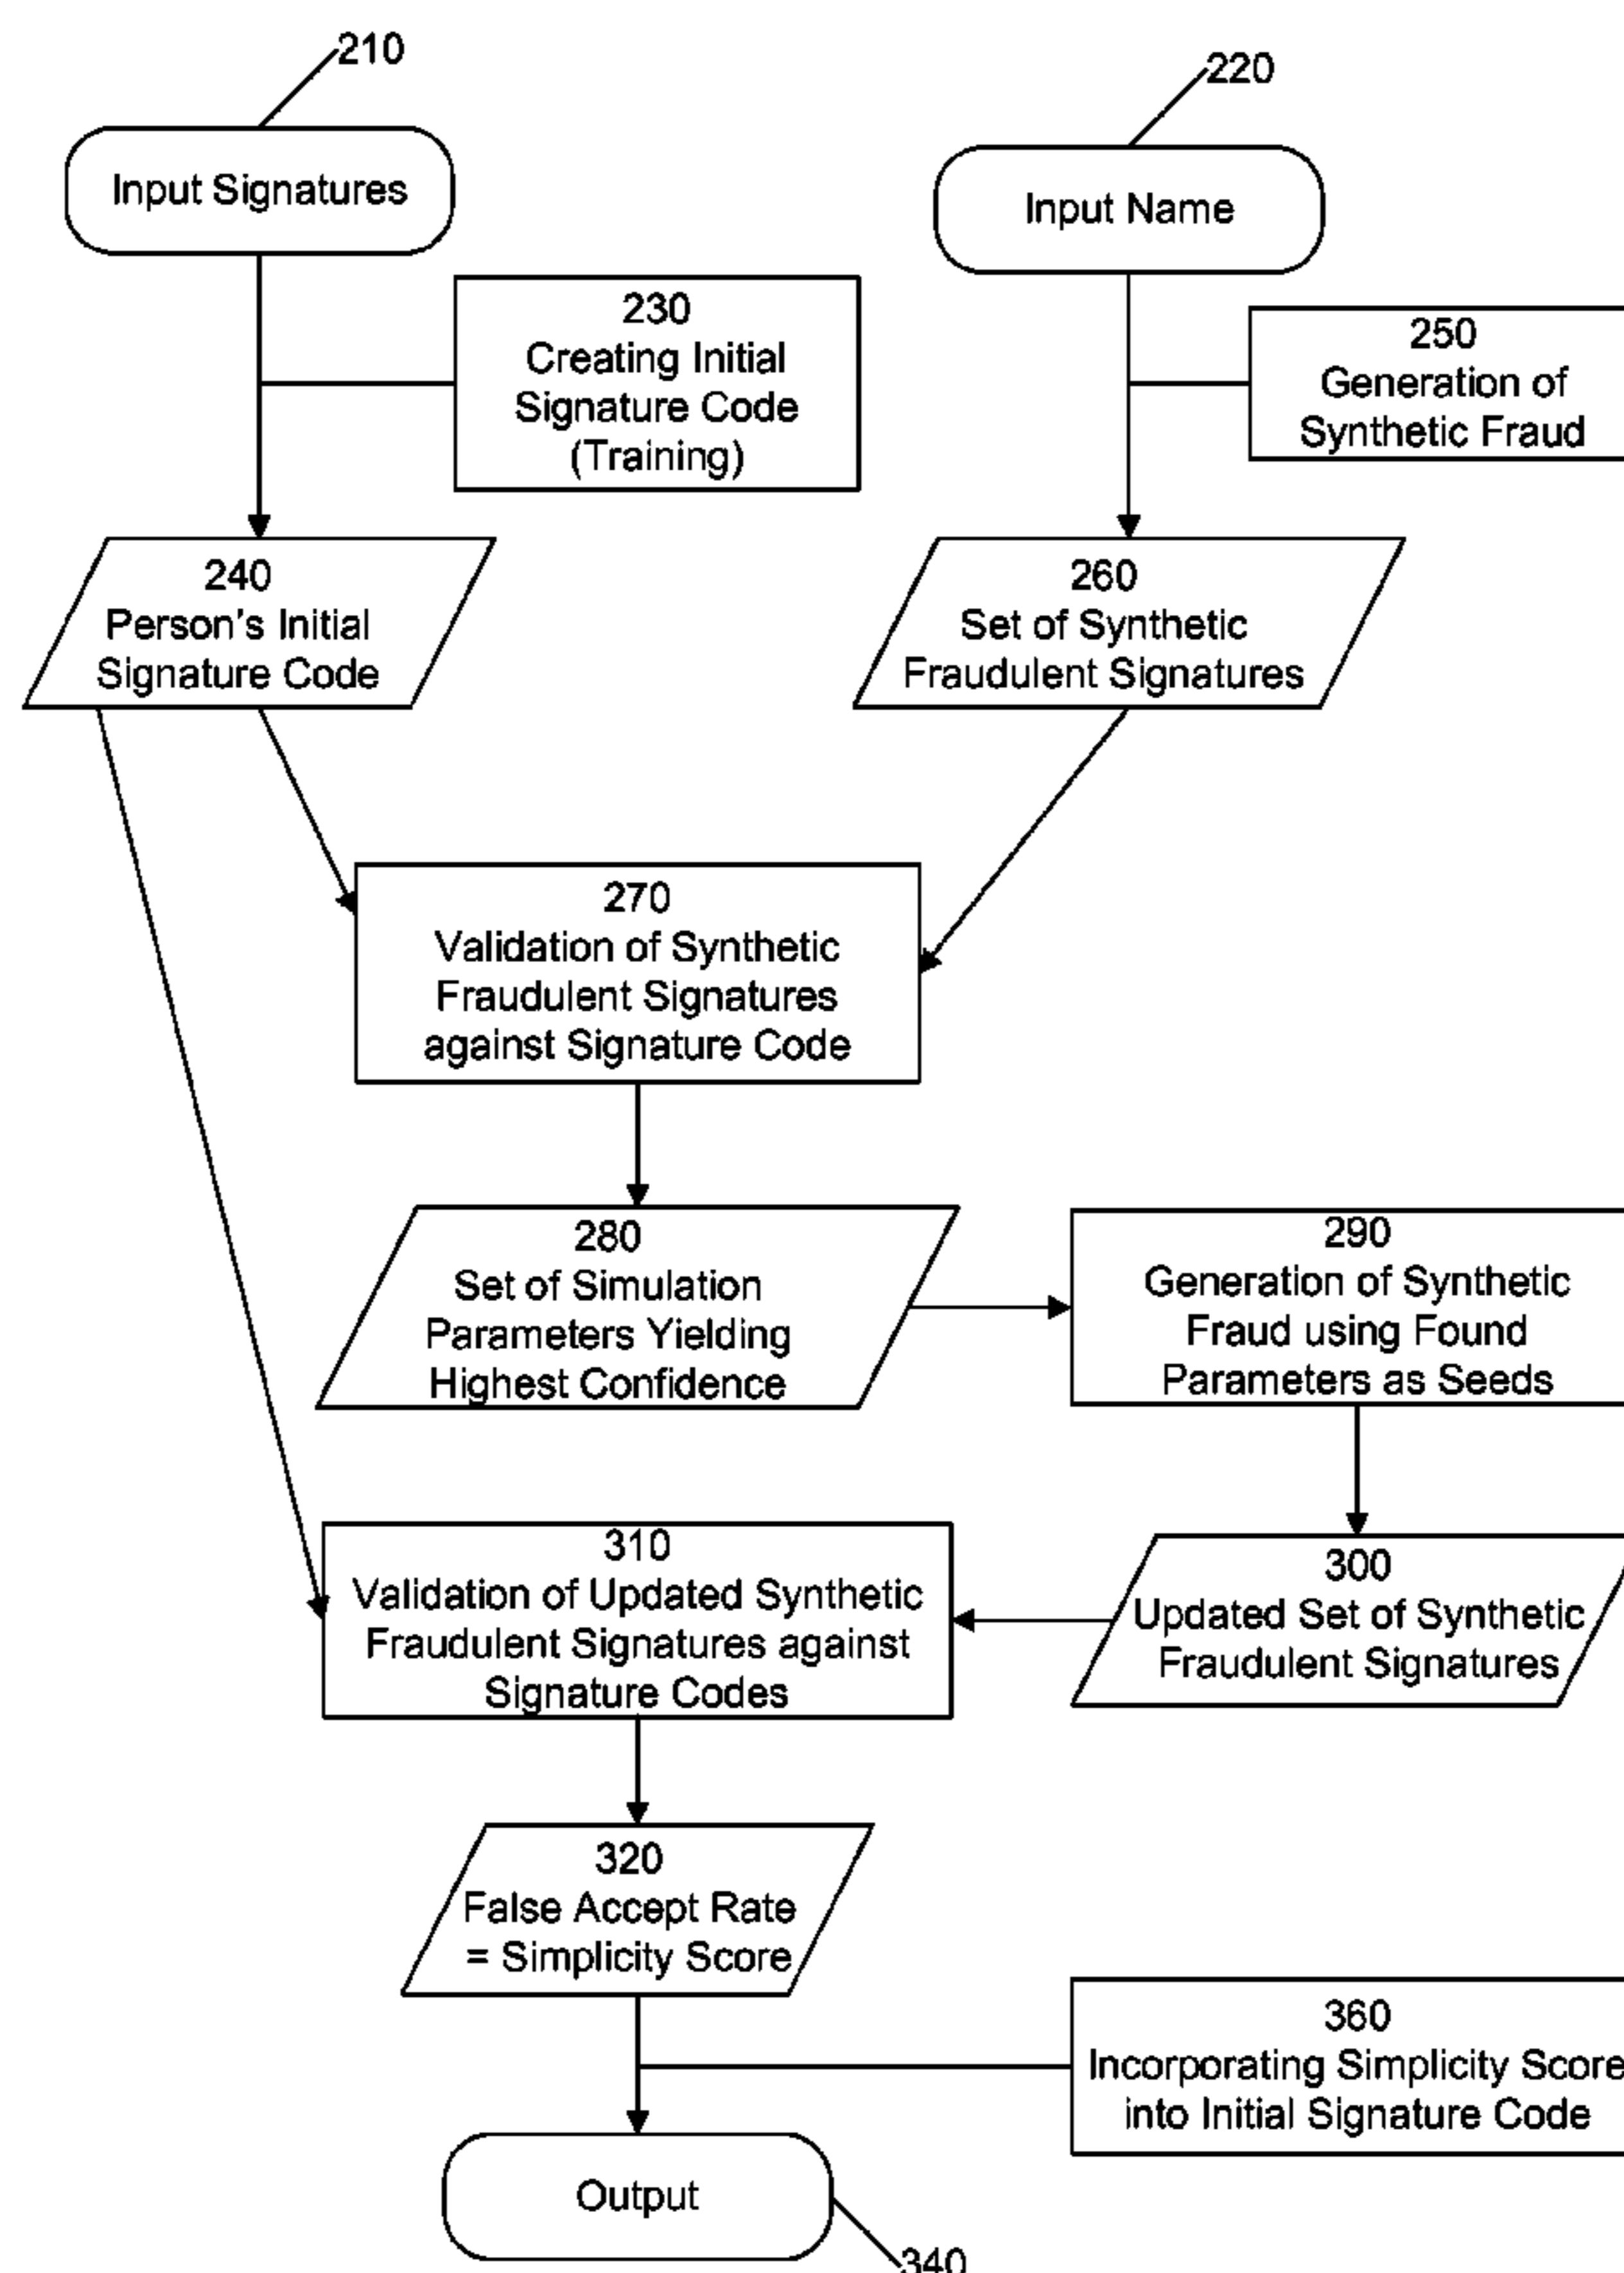 210
220
Input Signatures
Input Name
230
Creating Initial
Signature Code
(Training)
250
Generation of
Synthetic Fraud
240
Person's Initial
Signature Code
260
Set of Synthetic
Fraudulent Signatures
270
Validation of Synthetic
Fraudulent Signatures
against Signature Code
280
Set of Simulation
Parameters Yielding
Highest Confidence
290
Generation of Synthetic
Fraud using Found
Parameters as Seeds
310
Validation of Updated Synthetic
Fraudulent Signatures against
Signature Codes
300
Updated Set of Synthetic
Fraudulent Signatures
320
False Accept Rate
= Simplicity Score
360
Incorporating Simplicity Score
into Initial Signature Code
Output
340